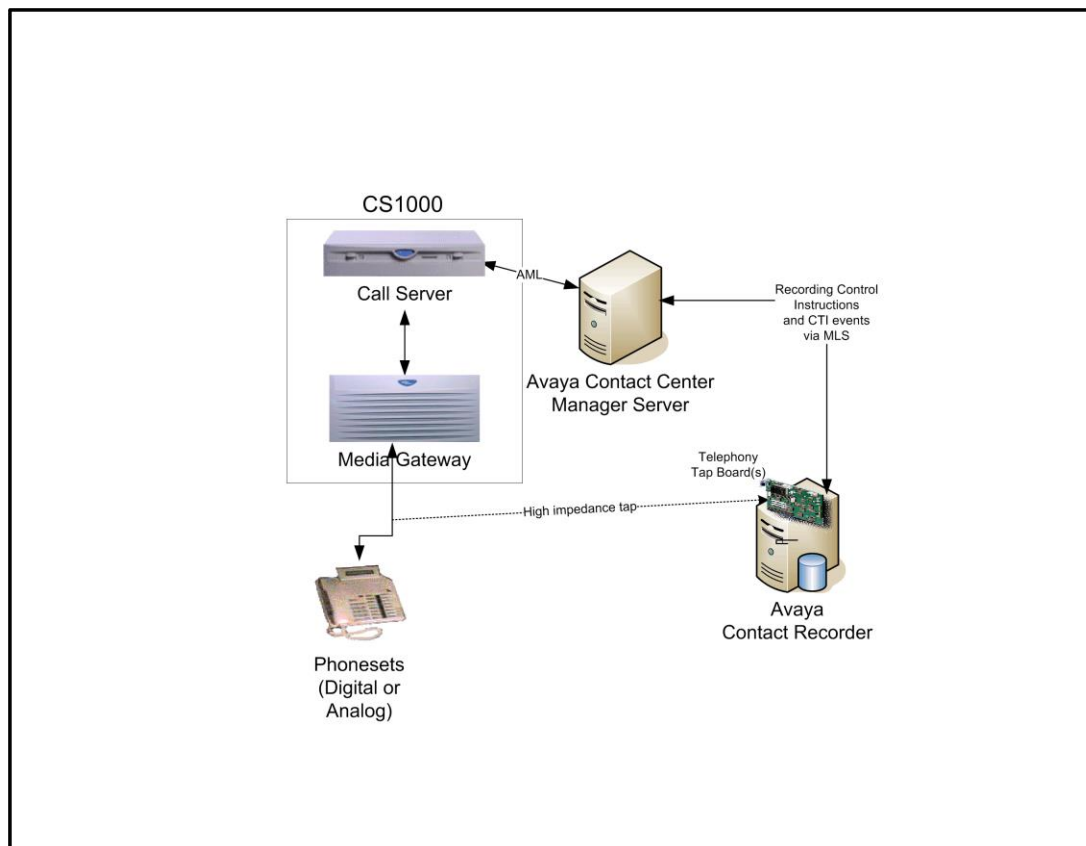 CS1000
Call Server
AML
Recording Control
Instructions
and CTI events
via MLS
Avaya Contact Center
Manager Server
Media Gateway
Telephony
Tap Board(s)
High impedance tap
Avaya
Contact Recorder
Phonesets
(Digital or
Analog)